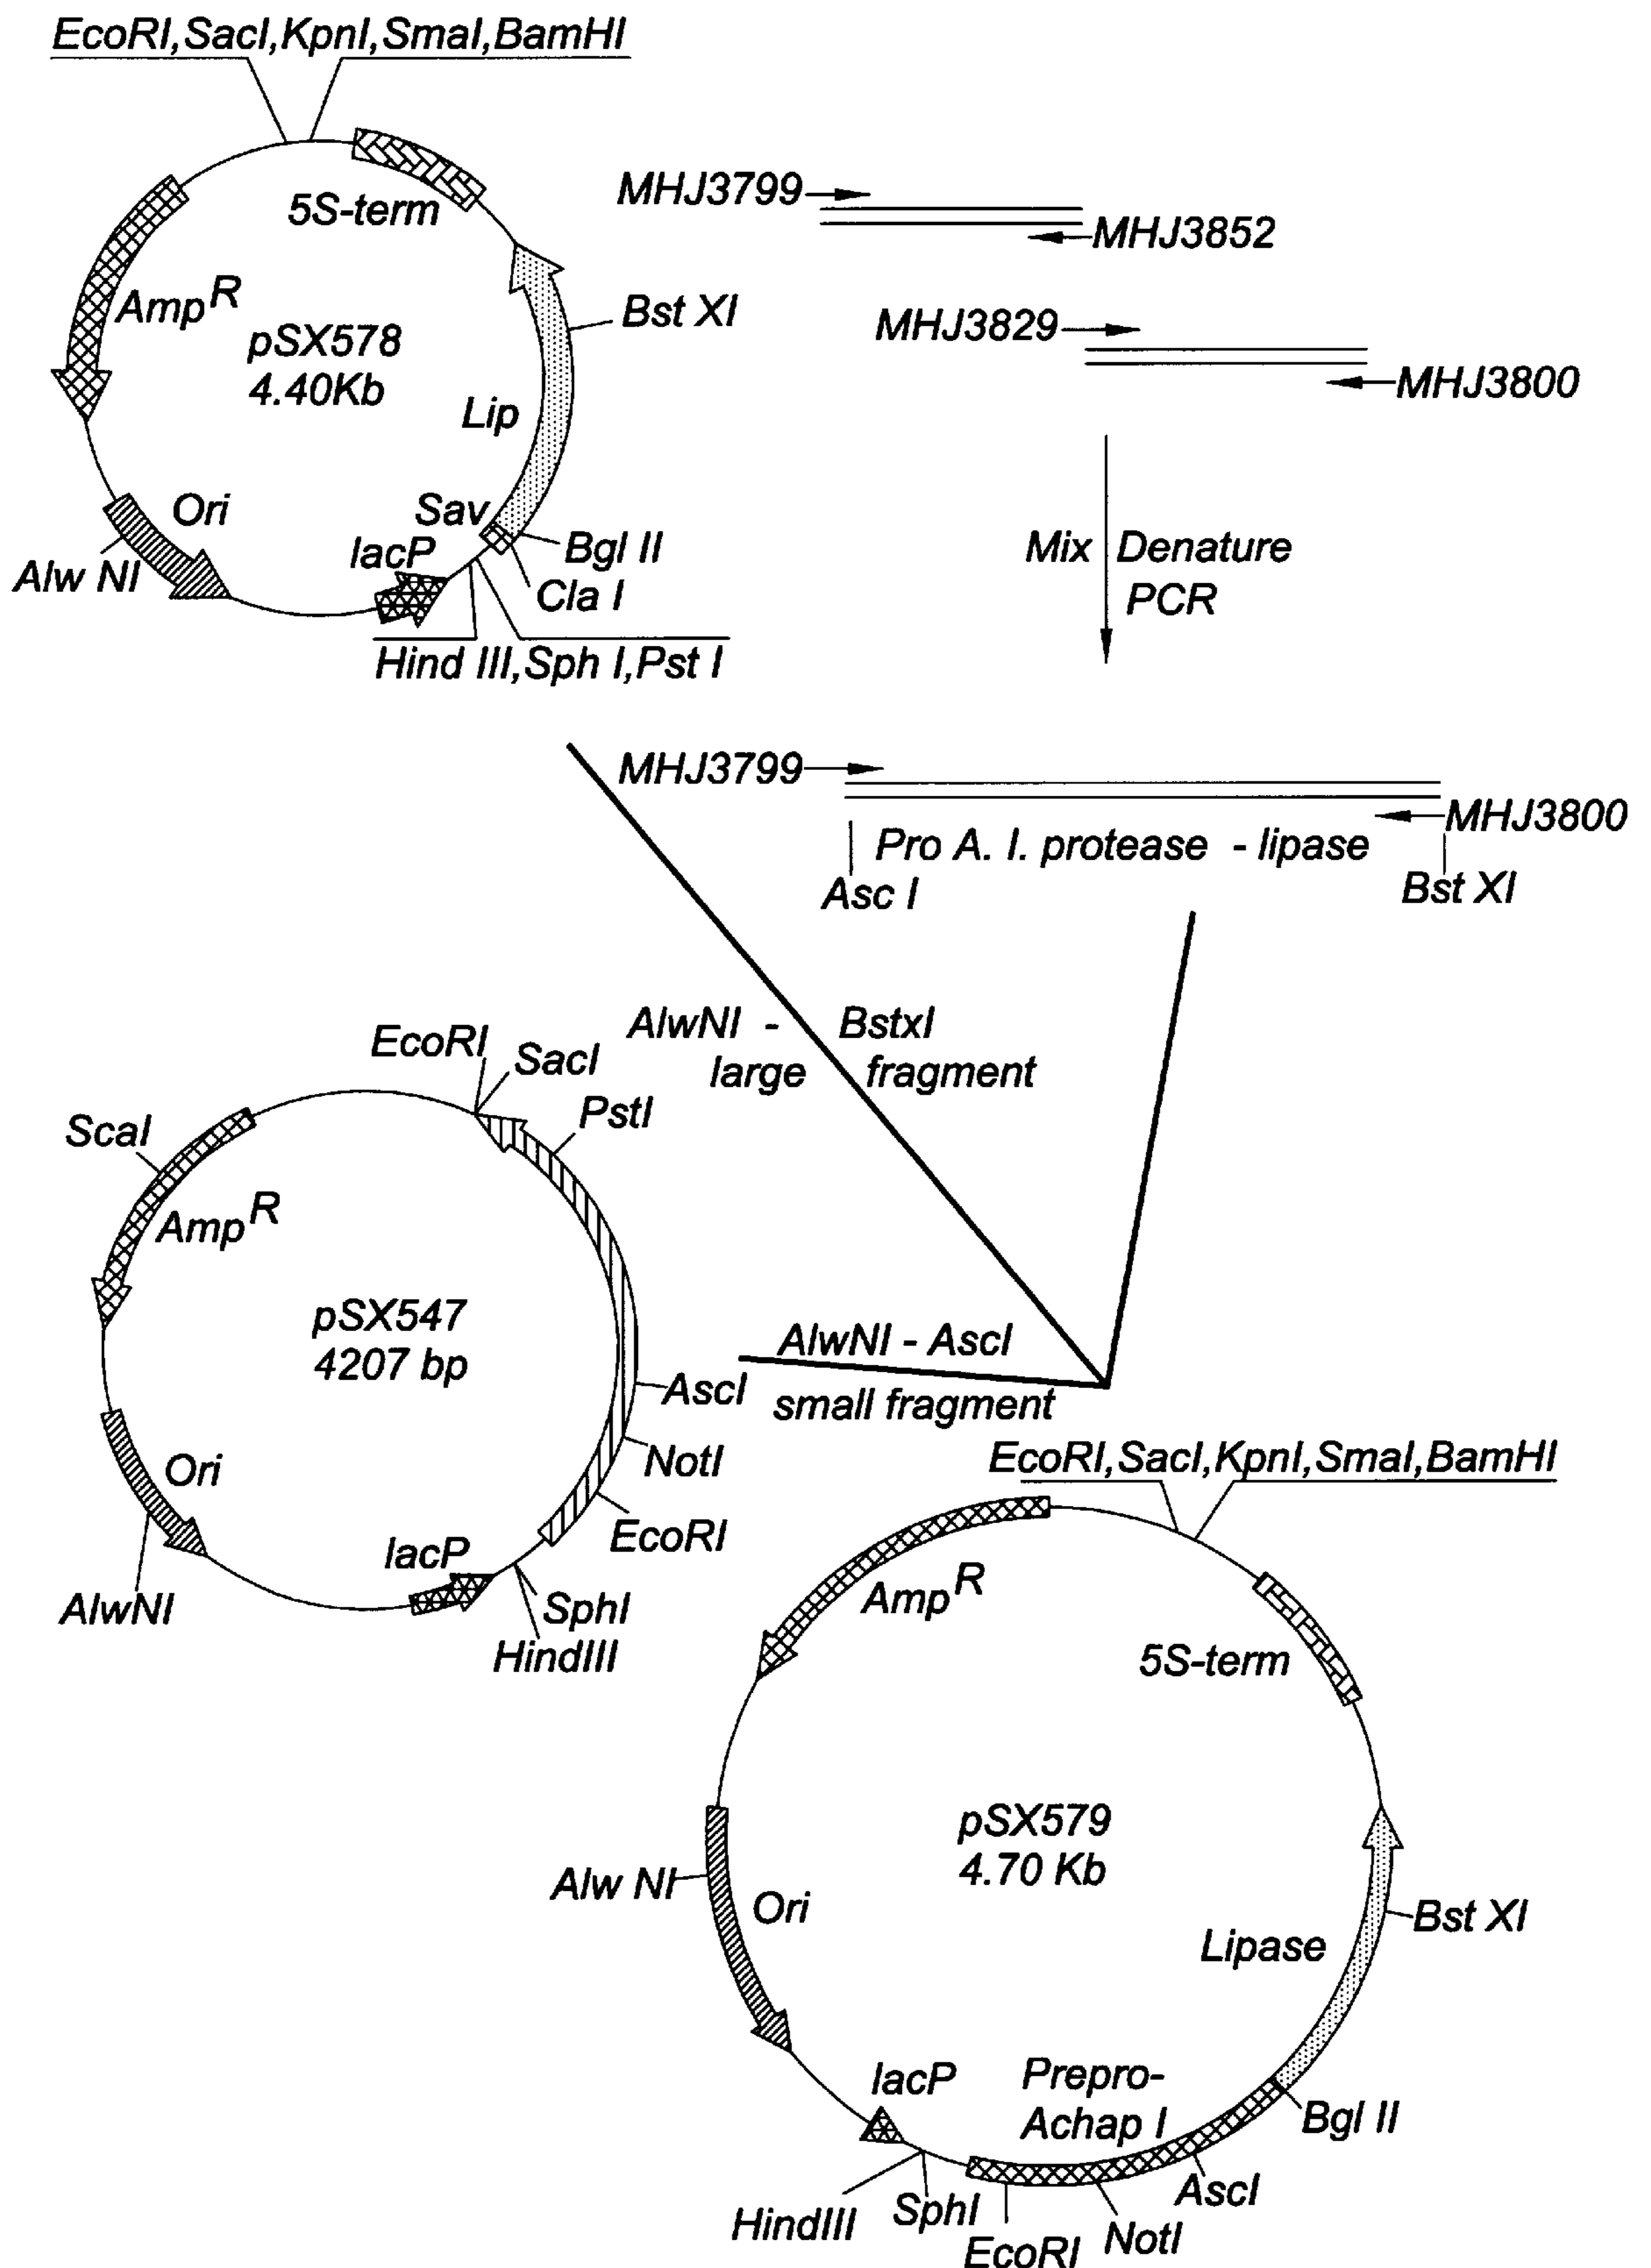 EcoRI,SacI,KpnI,SmaI,BamHI
5S-term
Amp R
pSX578
4.40Kb
Bst XI
Lip
Sav
Ori
lacP
Bgl II
Alw NI
Cla I
Hind III,Sph I,Pst I
MHJ3799
MHJ3852
MHJ3829
MHJ3800
Mix Denature
PCR
MHJ3799
MHJ3800
Pro A. I. protease - lipase
Asc I
Bst XI
AlwNI - BstxI
large fragment
EcoRI
SacI
PstI
ScaI
Amp R
pSX547
4207 bp
AscI
NotI
Ori
EcoRI
lacP
AlwNI
SphI
HindIII
AlwNI - AscI
small fragment
EcoRI,SacI,KpnI,SmaI,BamHI
Amp R
5S-term
pSX579
4.70 Kb
Alw NI
Ori
Bst XI
Lipase
lacP
Prepro-
Achap I
Bgl II
AscI
HindIII
SphI
EcoRI
NotI